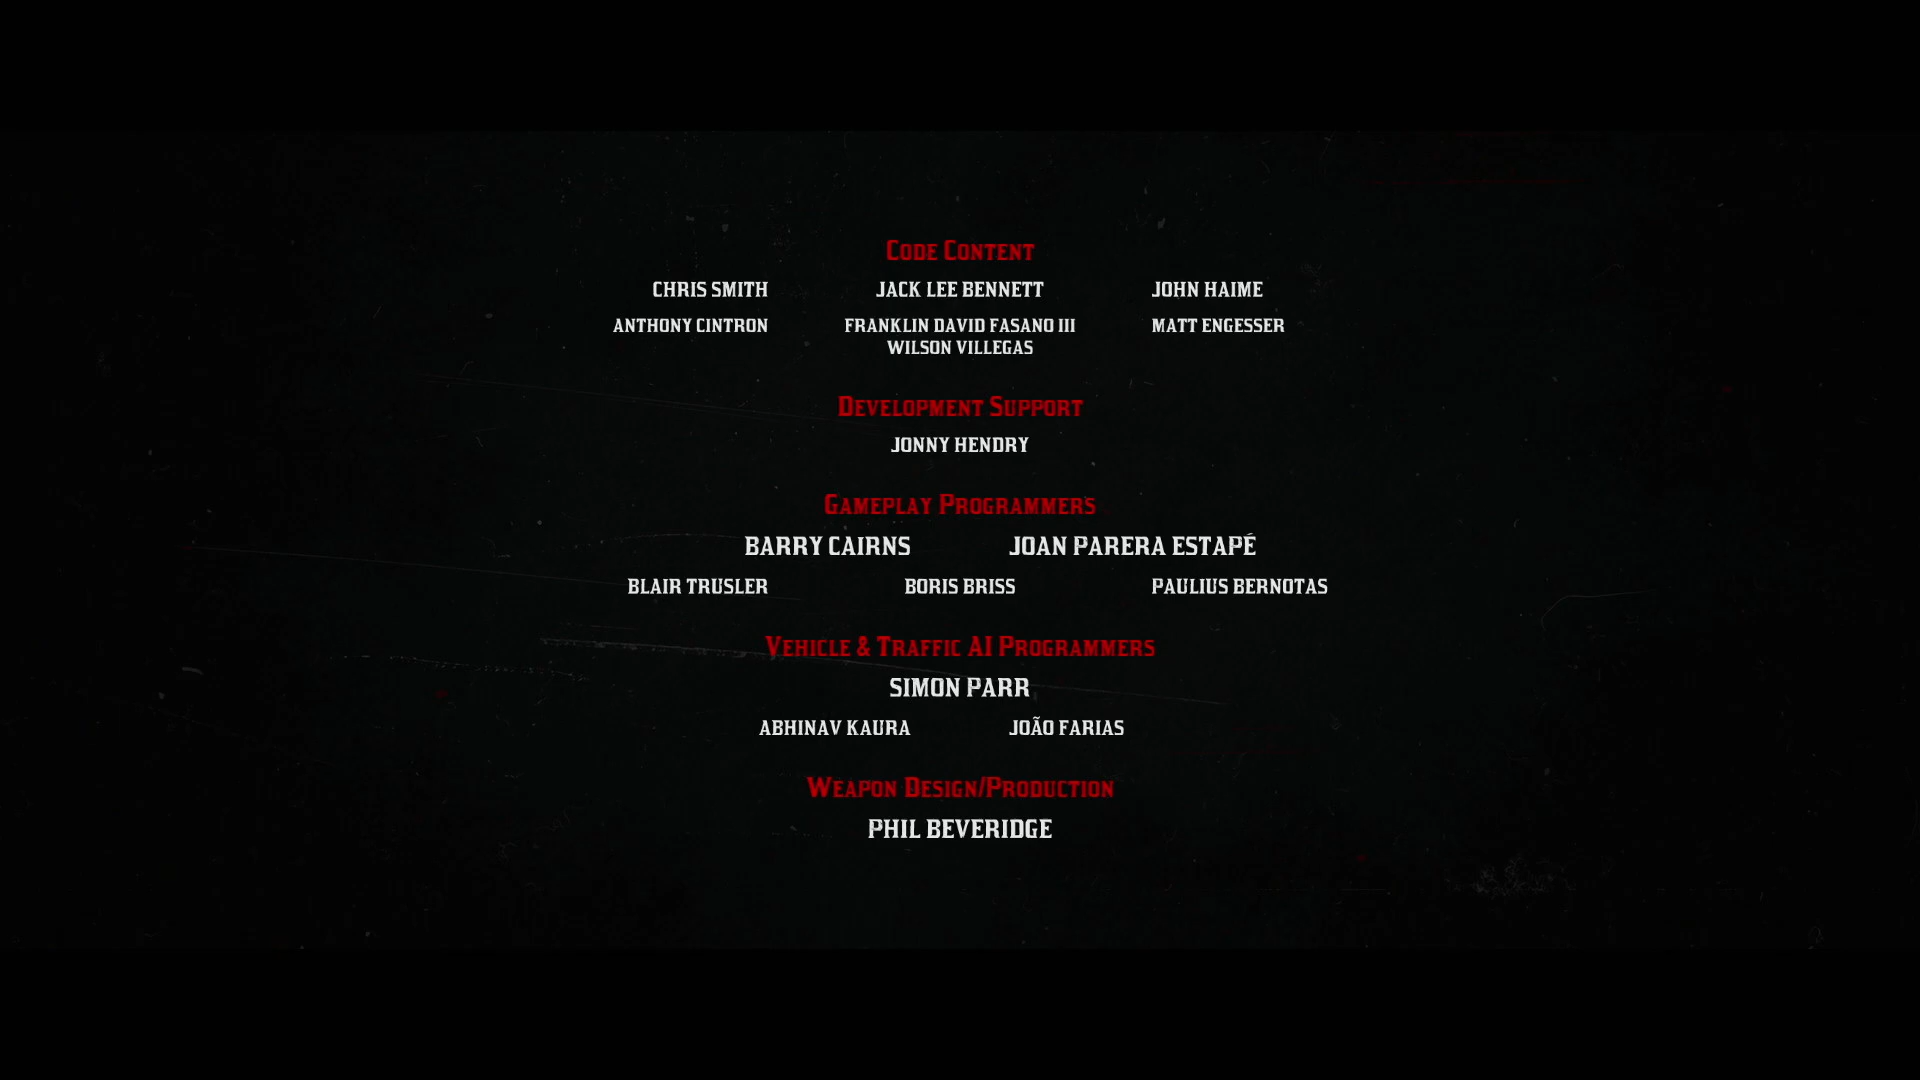 Code Content
CHRIS SMITH JACK LEE BENNETT JOHN HAIME
ANTHONY CINTRON FRANKLIN DAVID FASANO III MATT ENGESSER
WILSON VILLEGAS
Development Support
JONNY HENDRY
Gameplay Programmers
BARRY CAIRNS JOAN PARERA ESTAPÉ
BLAIR TRUSLER BORIS BRISS PAULIUS BERNOTAS
Vehicle & Traffic AI Programmers
SIMON PARR
ABHINAV KAURA JOÃO FARIAS
Weapon Design/Production
PHIL BEVERIDGE